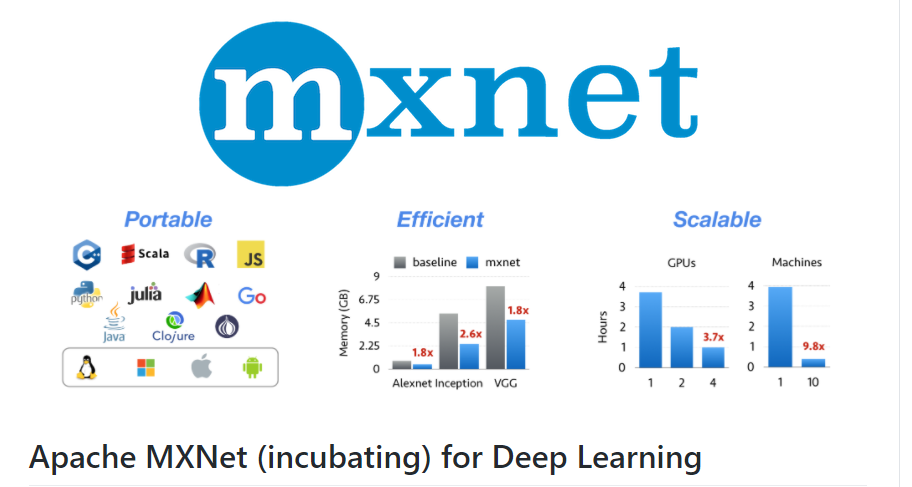 mxnet
Portable
Efficient
Scalable
Scala
R
JS
python
julia
Go
Java
Clojure
baseline mxnet
Memory (GB)
9
6.75
4.5
2.25
0
1.8x
2.6x
1.8x
Alexnet Inception VGG
GPUs
Hours
4
3
2
1
0
3.7x
1 2 4
Machines
4
3
2
1
0
9.8x
1 10
Apache MXNet (incubating) for Deep Learning